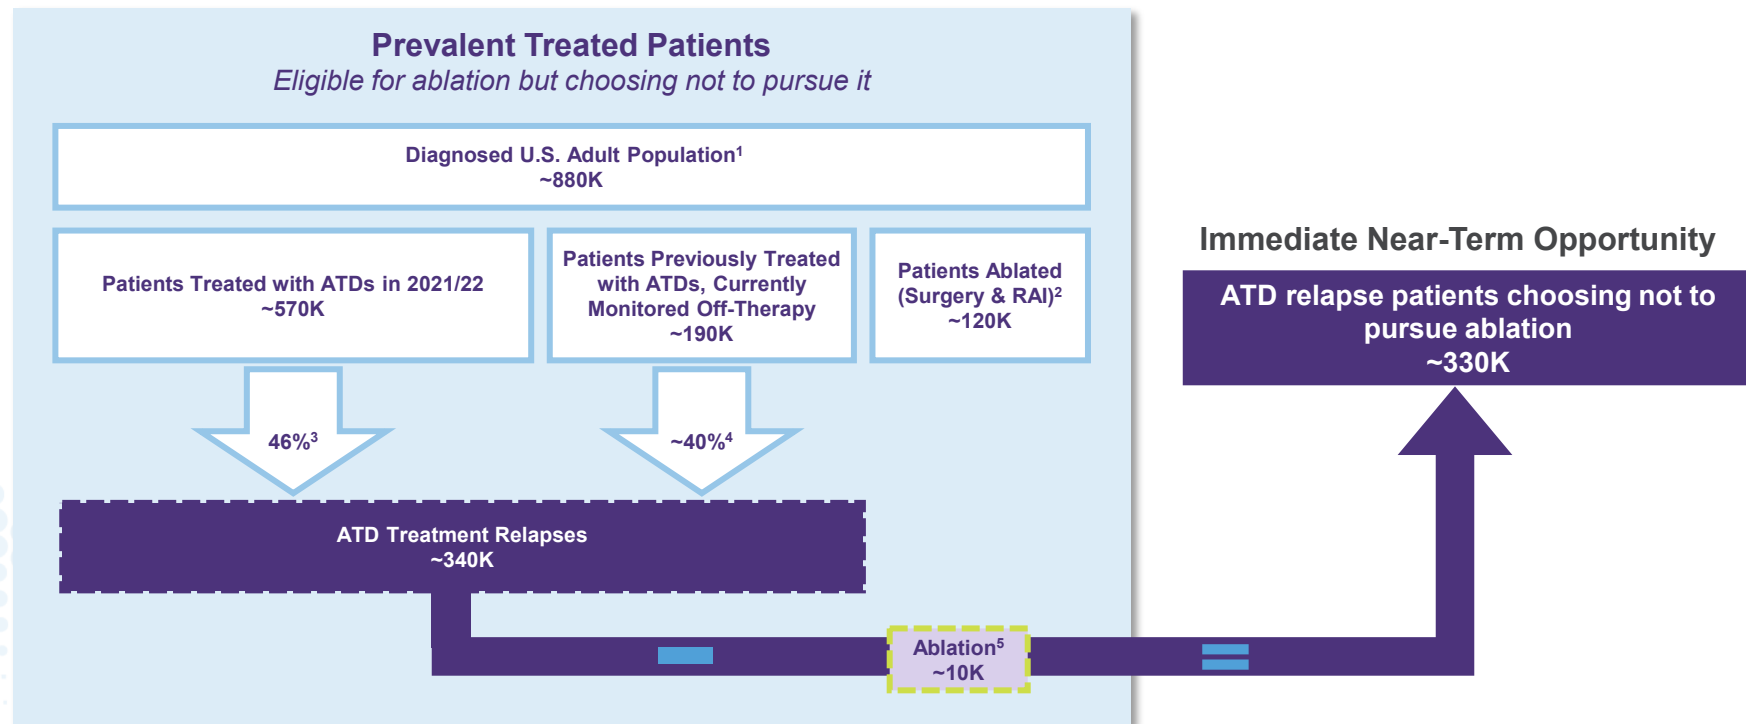 Prevalent Treated Patients
Eligible for ablation but choosing not to pursue it
Diagnosed U.S. Adult Population¹
~880K
Patients Treated with ATDs in 2021/22
~570K
Patients Previously Treated
with ATDs, Currently
Monitored Off-Therapy
~190K
Patients Ablated
(Surgery & RAI)²
~120K
46%³
~40%⁴
ATD Treatment Relapses
~340K
Ablation⁵
~10K
Immediate Near-Term Opportunity
ATD relapse patients choosing not to
pursue ablation
~330K